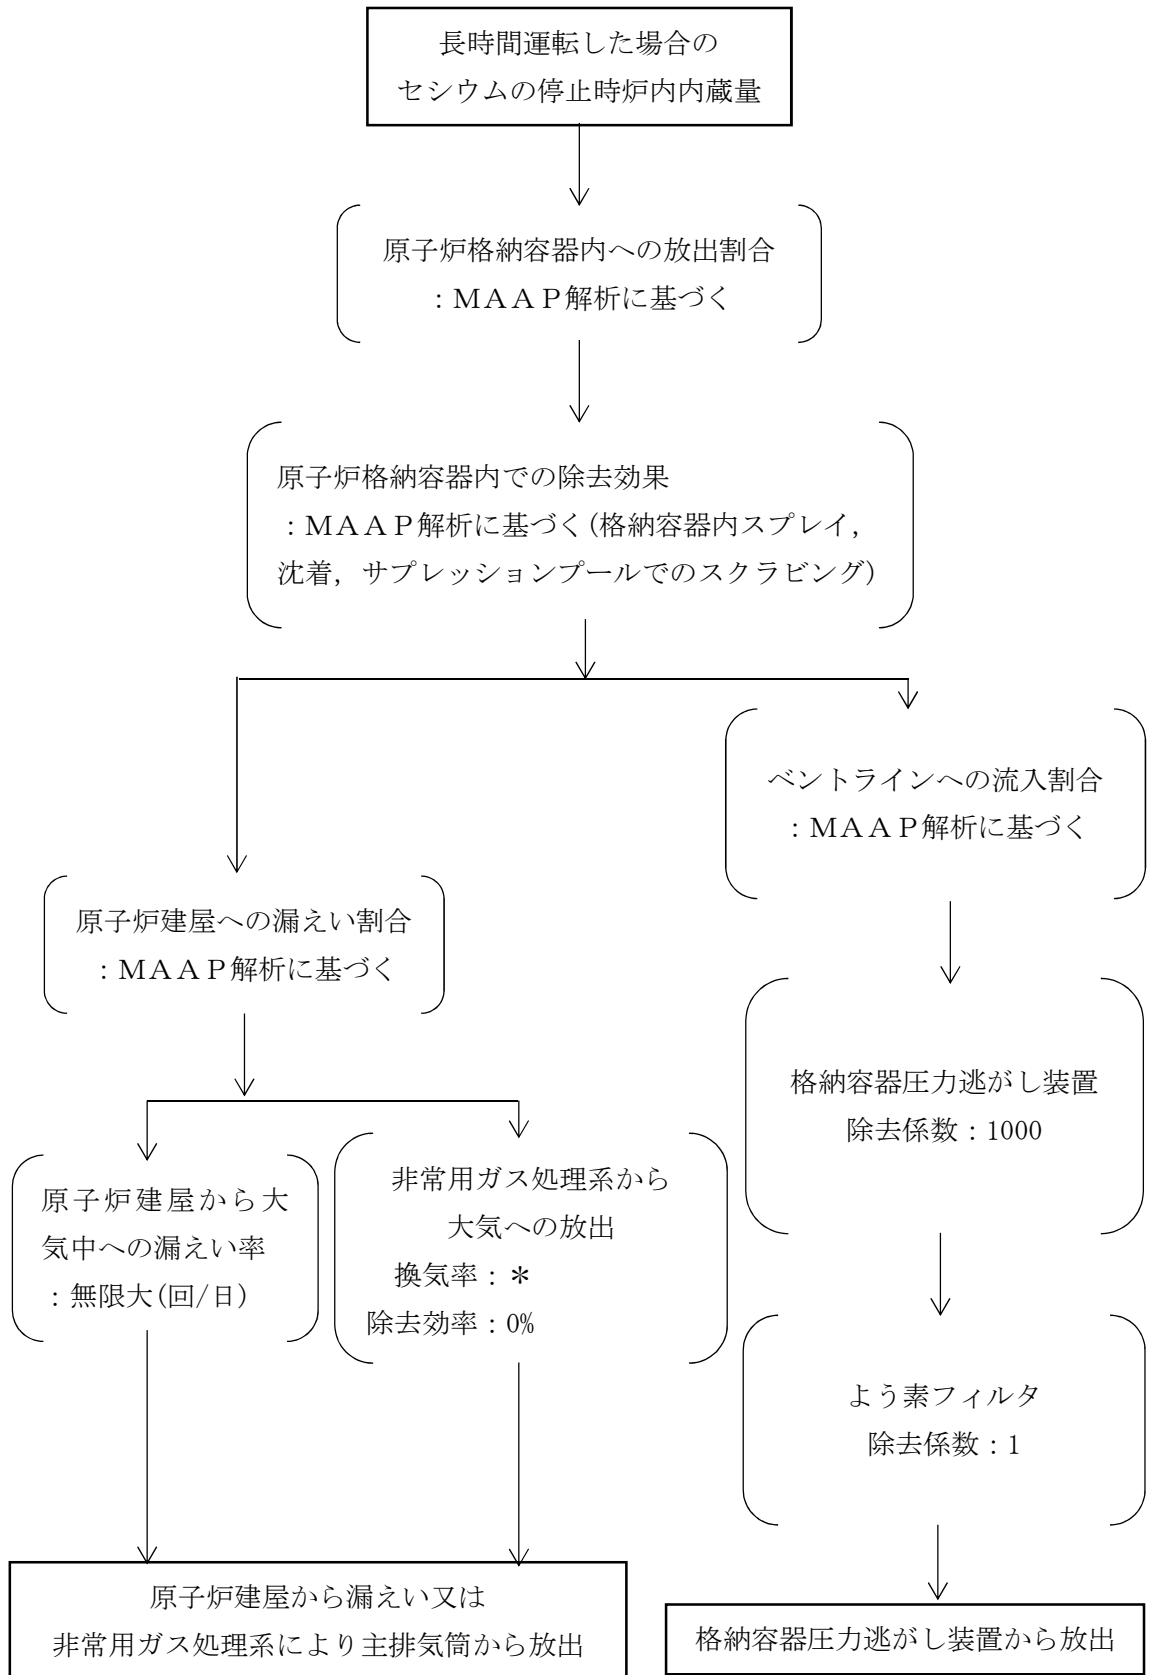 長時間運転した場合の
セシウムの停止時炉内内蔵量
原子炉格納容器内への放出割合
：ＭＡＡＰ解析に基づく
原子炉格納容器内での除去効果
：ＭＡＡＰ解析に基づく(格納容器内スプレイ，
沈着，サプレッションプールでのスクラビング)
ベントラインへの流入割合
：ＭＡＡＰ解析に基づく
原子炉建屋への漏えい割合
：ＭＡＡＰ解析に基づく
格納容器圧力逃がし装置
除去係数：1000
原子炉建屋から大
気中への漏えい率
：無限大(回/日)
非常用ガス処理系から
大気への放出
換気率：＊
除去効率：0%
よう素フィルタ
除去係数：1
原子炉建屋から漏えい又は
非常用ガス処理系により主排気筒から放出
格納容器圧力逃がし装置から放出